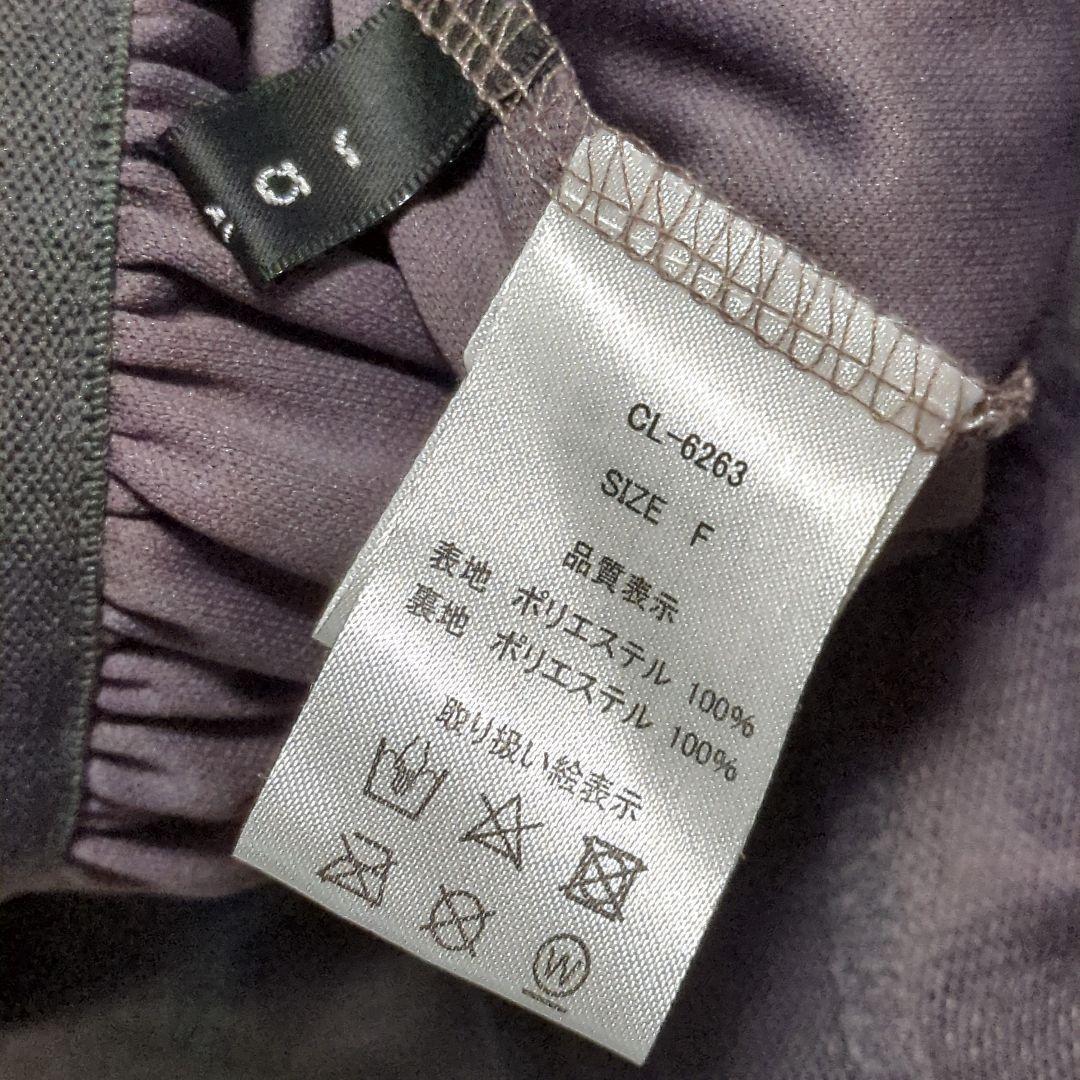 CL-6263
SIZE F
品質表示
表地 ポリエステル 100%
裏地 ポリエステル 100%
取り扱い絵表示
W